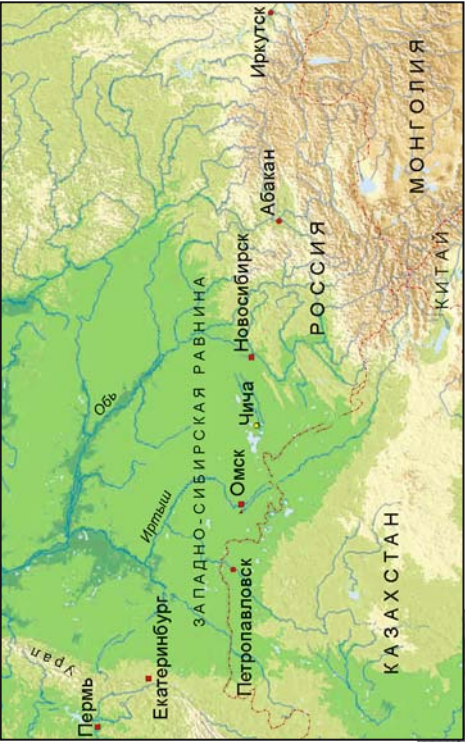 Пермь
Урал
Екатеринбург
Обь
Иртыш
ЗАПАДНО-СИБИРСКАЯ РАВНИНА
Петропавловск
Омск
Чича
Новосибирск
Абакан
Иркутск
РОССИЯ
КАЗАХСТАН
КИТАЙ
МОНГОЛИЯ